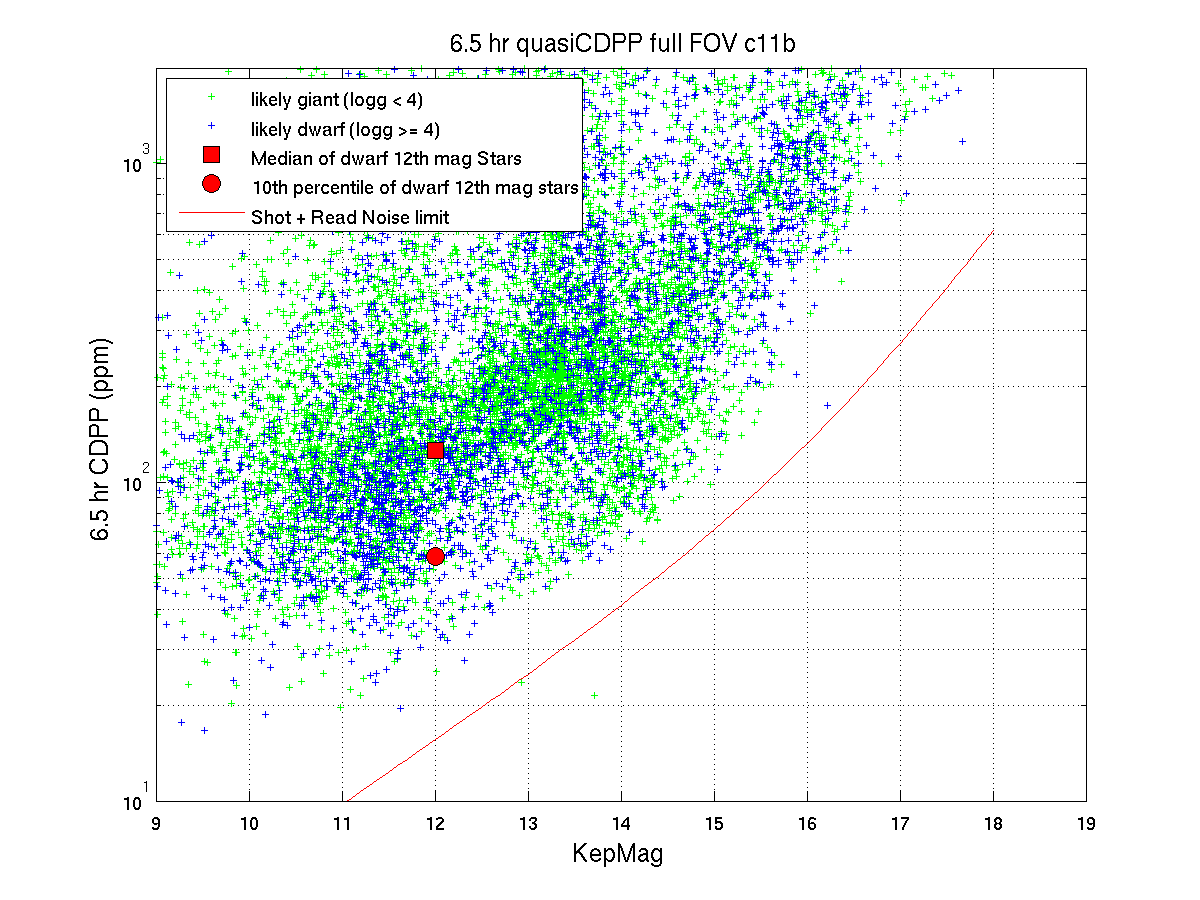 6.5 hr quasiCDPP full FOV c11b
likely giant (logg < 4)
likely dwarf (logg >= 4)
Median of dwarf 12th mag Stars
10th percentile of dwarf 12th mag stars
Shot + Read Noise limit
6.5 hr CDPP (ppm)
10^3
10^2
10^1
9 10 11 12 13 14 15 16 17 18 19
KepMag